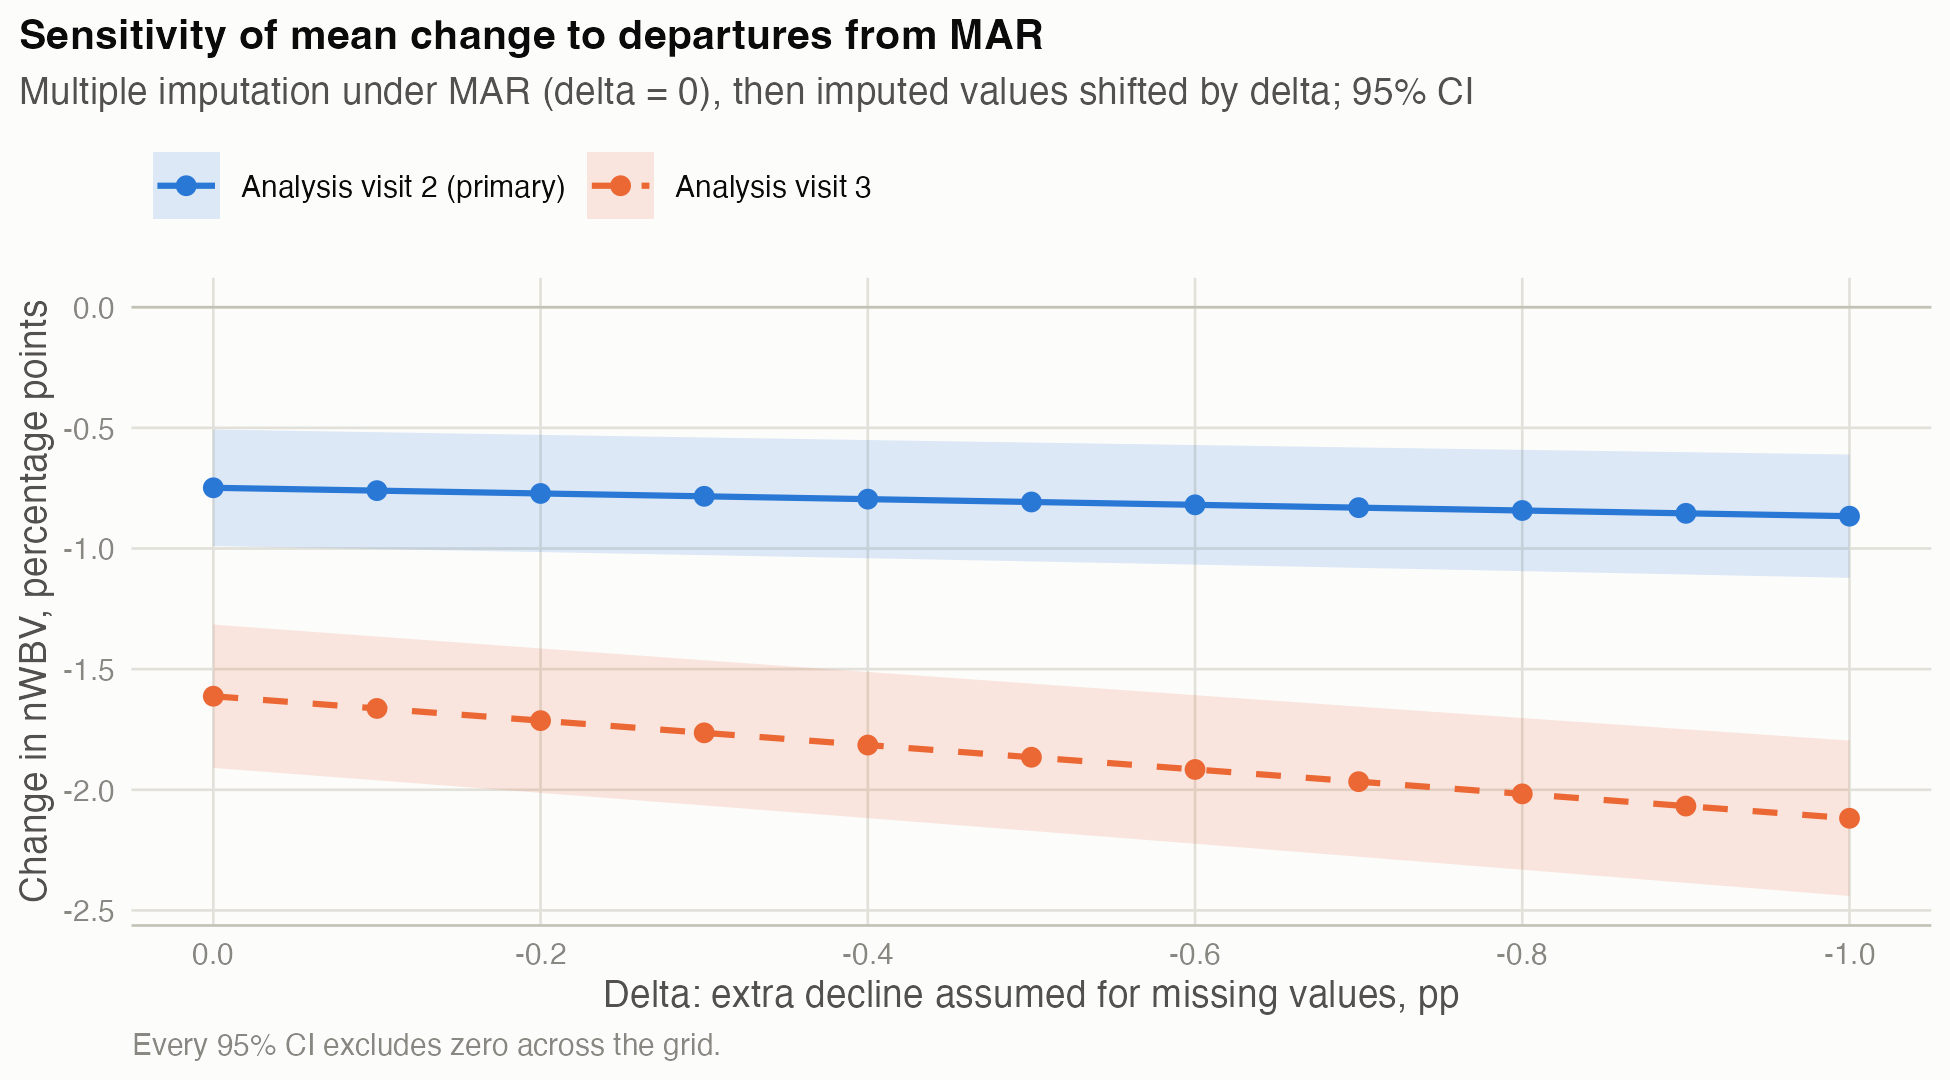 Sensitivity of mean change to departures from MAR
Multiple imputation under MAR (delta = 0), then imputed values shifted by delta; 95% CI
Analysis visit 2 (primary)
Analysis visit 3
Change in nWBV, percentage points
0.0
-0.5
-1.0
-1.5
-2.0
-2.5
0.0
-0.2
-0.4
-0.6
-0.8
-1.0
Delta: extra decline assumed for missing values, pp
Every 95% CI excludes zero across the grid.